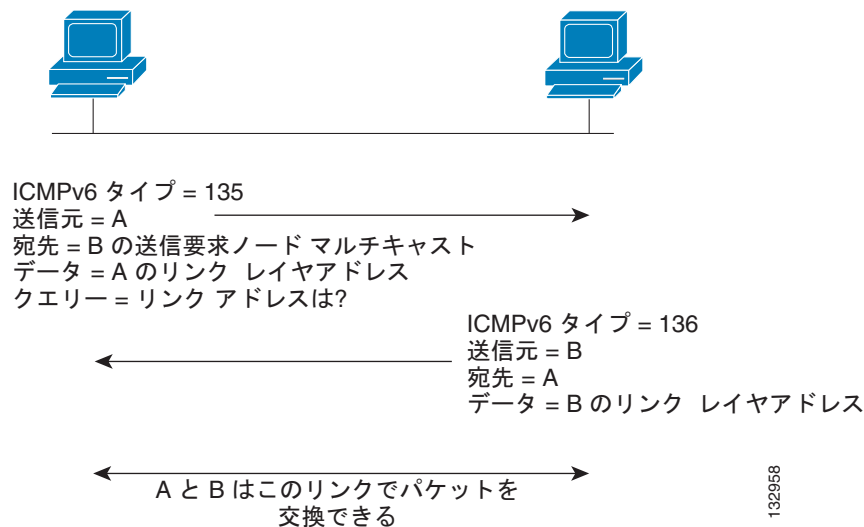 ICMPv6 タイプ = 135
送信元 = A
宛先 = B の送信要求ノード マルチキャスト
データ = A のリンク レイヤアドレス
クエリー = リンク アドレスは?
ICMPv6 タイプ = 136
送信元 = B
宛先 = A
データ = B のリンク レイヤアドレス
A と B はこのリンクでパケットを
交換できる
132958